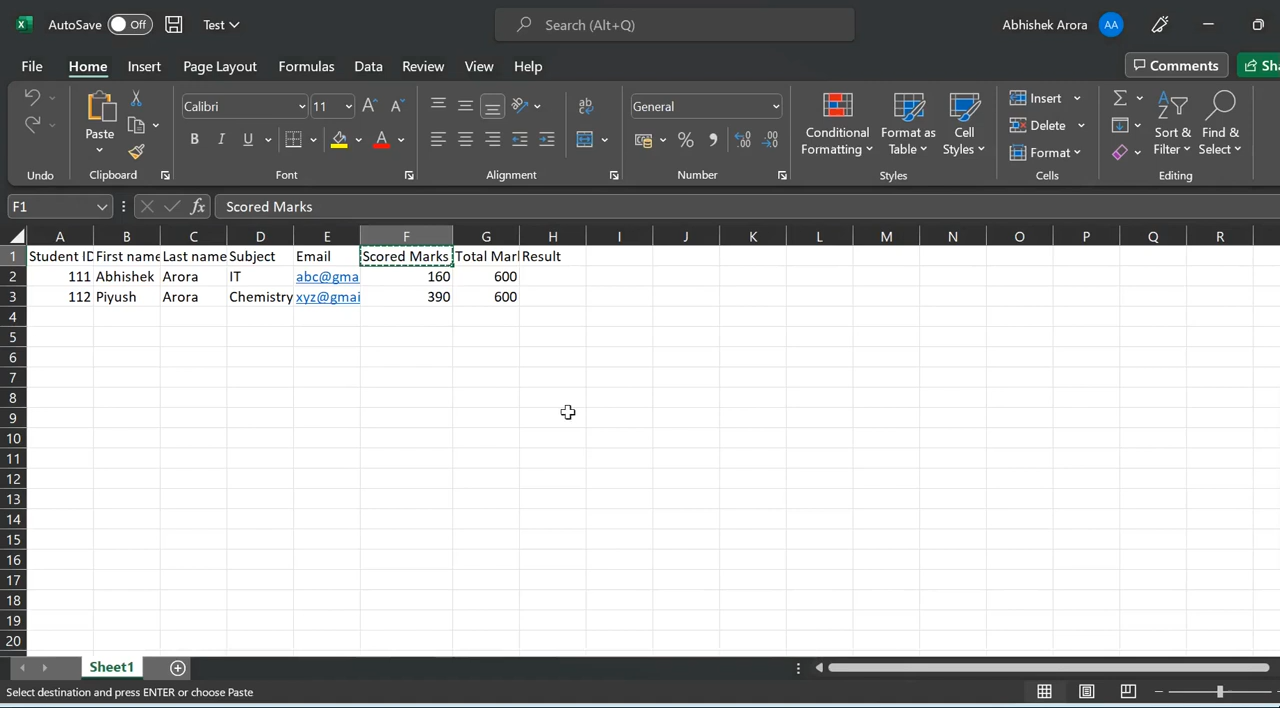 AutoSave Off Test Search (Alt+Q) Abhishek Arora AA
File Home Insert Page Layout Formulas Data Review View Help Comments Sha
Paste Calibri 11 General Conditional Formatting Format as Table Cell Styles Insert Delete Format Sort & Filter Find & Select
Undo Clipboard Font Alignment Number Styles Cells Editing
F1 fx Scored Marks
A B C D E F G H I J K L M N O P Q R
1 Student ID First name Last name Subject Email Scored Marks Total Mar Result
2 111 Abhishek Arora IT abc@gma 160 600
3 112 Piyush Arora Chemistry xyz@gmai 390 600
4
5
6
7
8
9
10
11
12
13
14
15
16
17
18
19
20
Sheet1
Select destination and press ENTER or choose Paste